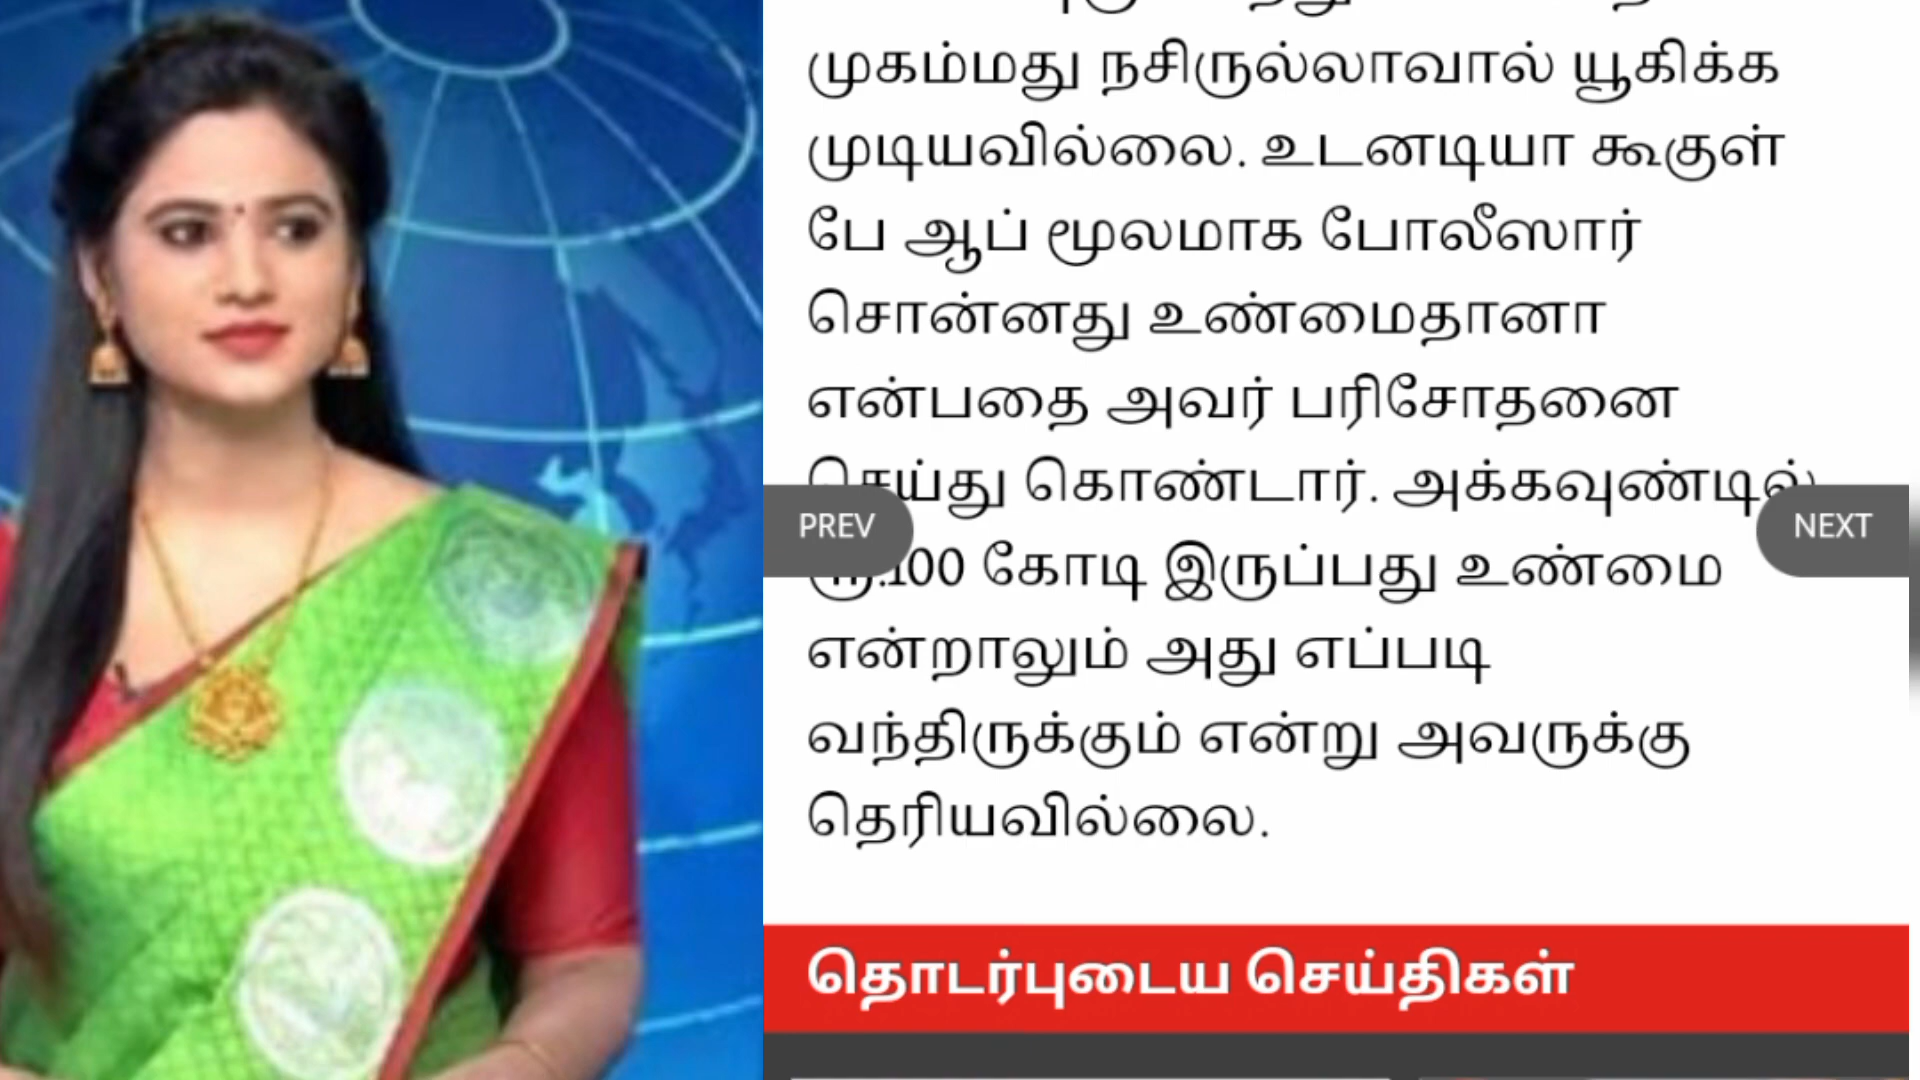 முகம்மது நசிருல்லாவால் யூகிக்க
முடியவில்லை. உடனடியா கூகுள்
பே ஆப் மூலமாக போலீஸார்
சொன்னது உண்மைதானா
என்பதை அவர் பரிசோதனை
செய்து கொண்டார். அக்கவுண்டில்
PREV
NEXT
ரூ.100 கோடி இருப்பது உண்மை
என்றாலும் அது எப்படி
வந்திருக்கும் என்று அவருக்கு
தெரியவில்லை.
தொடர்புடைய செய்திகள்